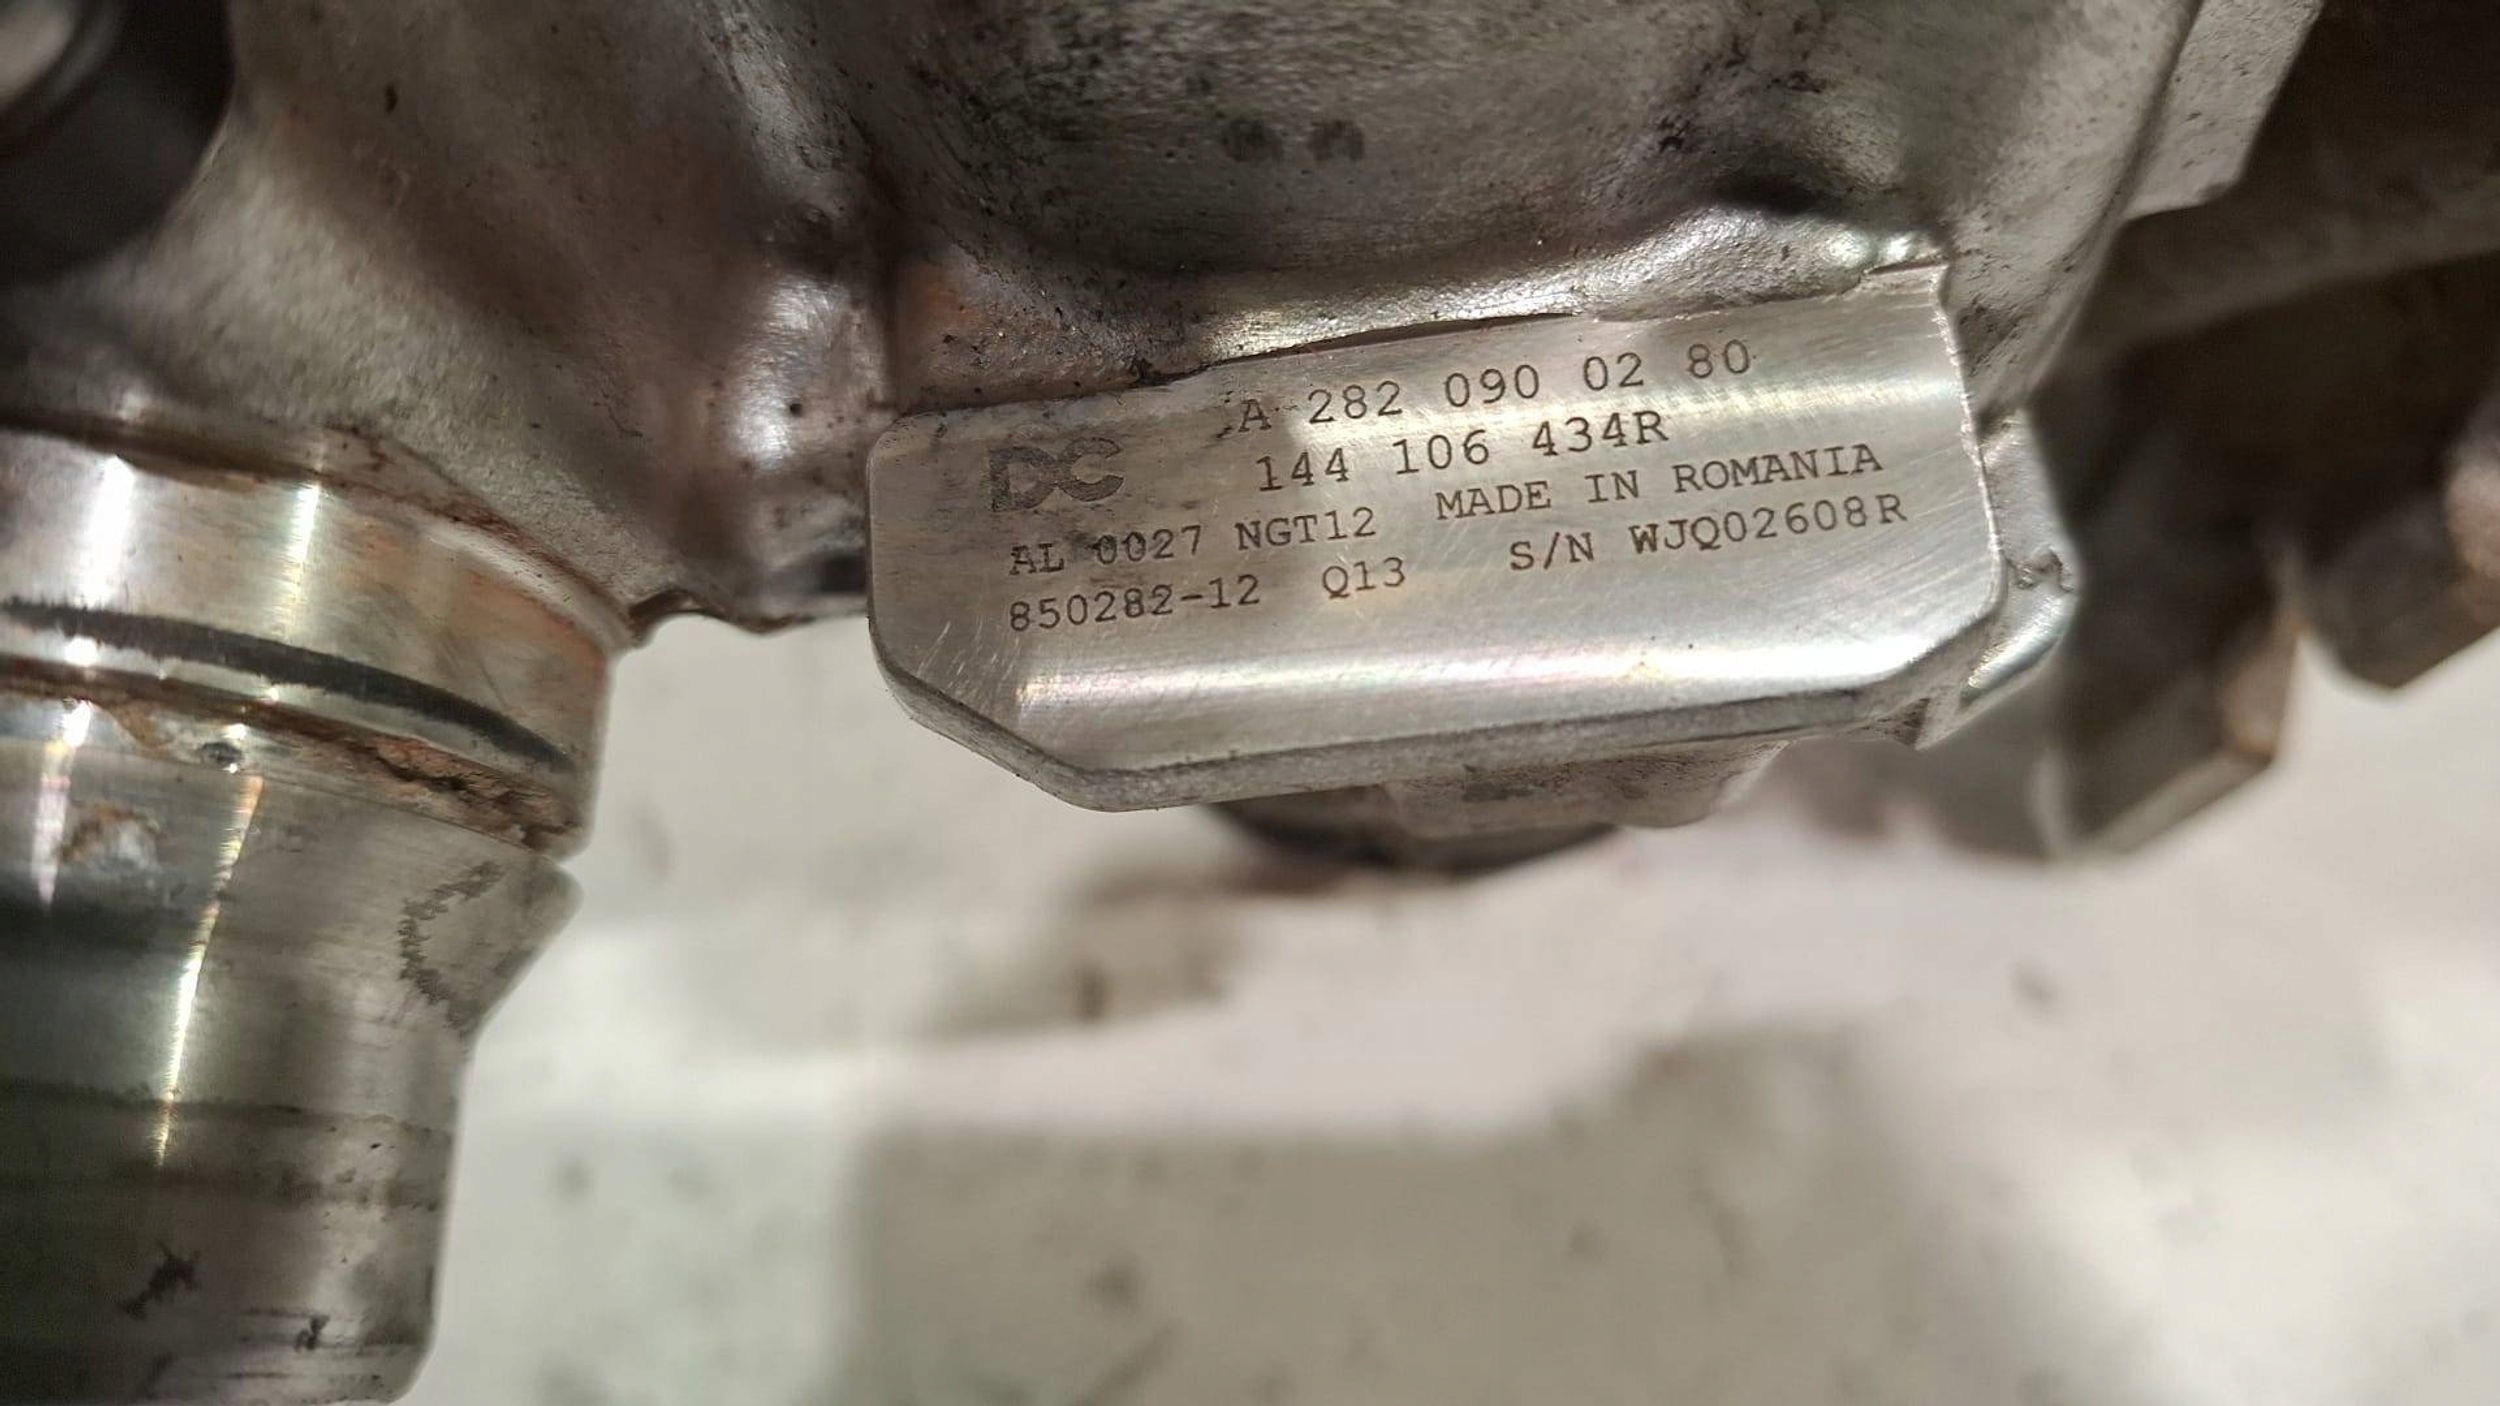 A 282 090 02 80
DC 144 106 434R
AL 0027 NGT12 MADE IN ROMANIA
850282-12 Q13 S/N WJQ02608R